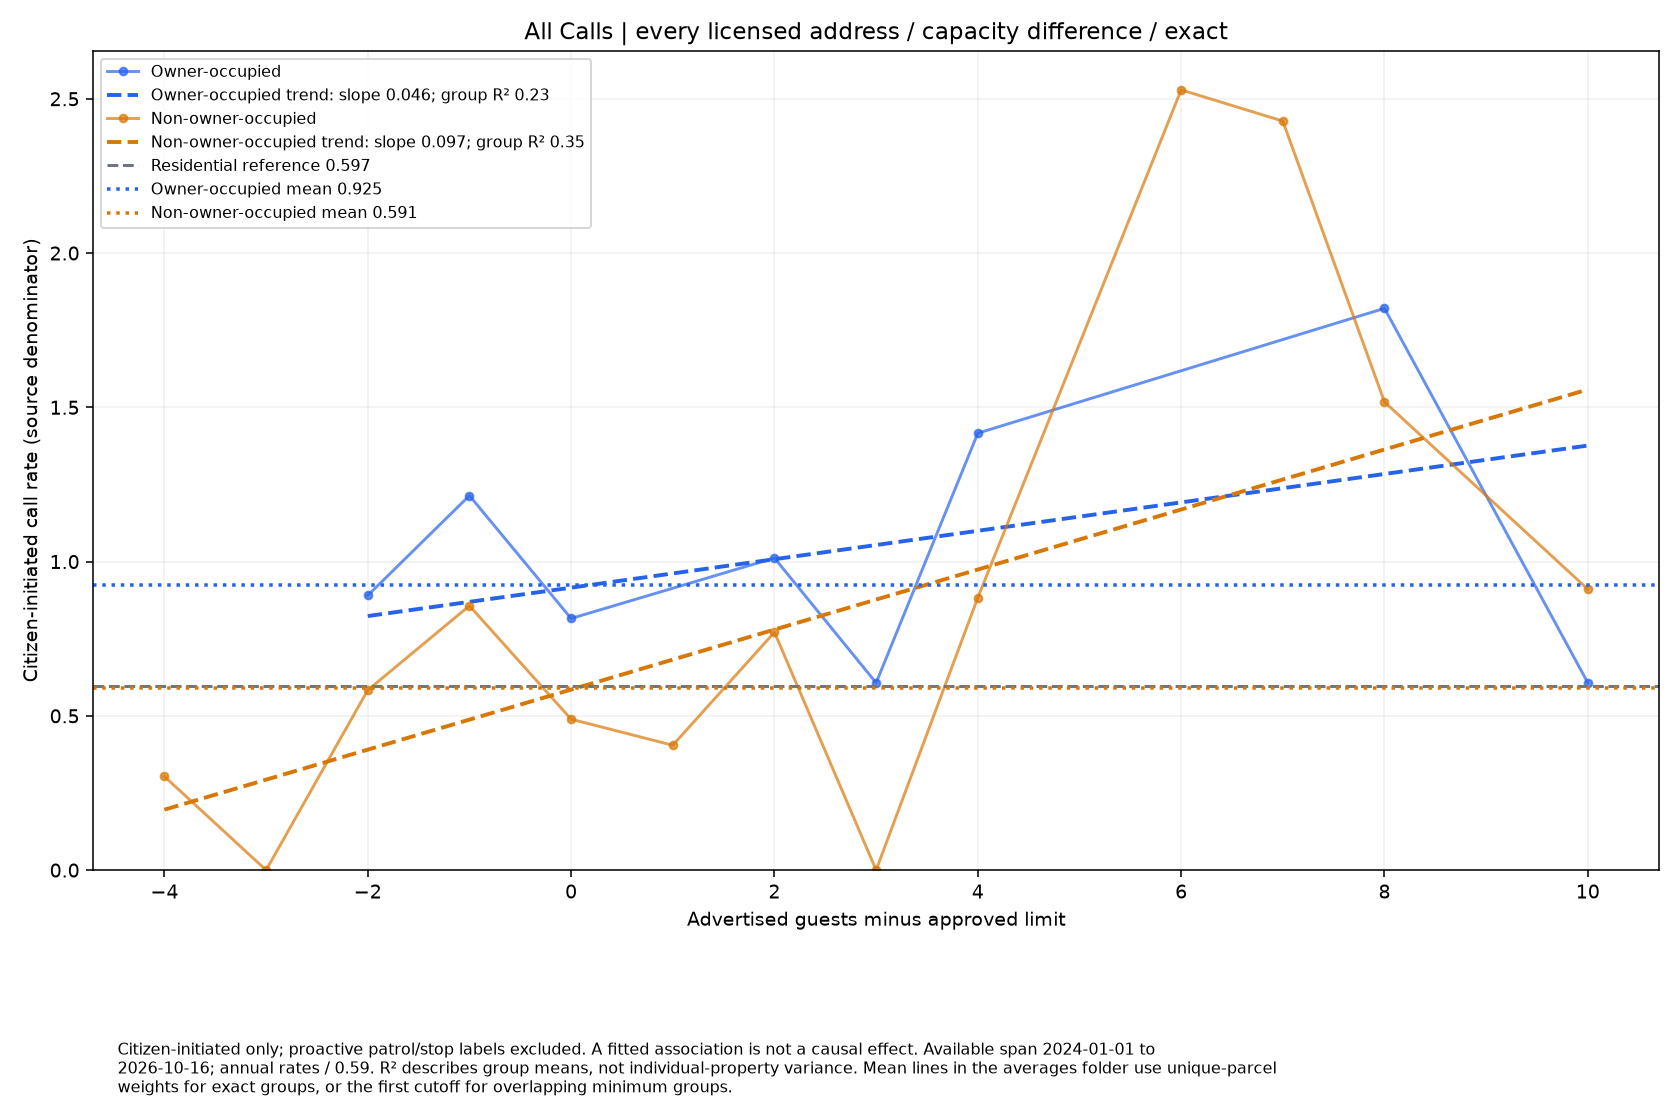 All Calls | every licensed address / capacity difference / exact
Owner-occupied
Owner-occupied trend: slope 0.046; group R² 0.23
Non-owner-occupied
Non-owner-occupied trend: slope 0.097; group R² 0.35
Residential reference 0.597
Owner-occupied mean 0.925
Non-owner-occupied mean 0.591
Citizen-initiated call rate (source denominator)
2.5
2.0
1.5
1.0
0.5
0.0
−4 −2 0 2 4 6 8 10
Advertised guests minus approved limit
Citizen-initiated only; proactive patrol/stop labels excluded. A fitted association is not a causal effect. Available span 2024-01-01 to
2026-10-16; annual rates / 0.59. R² describes group means, not individual-property variance. Mean lines in the averages folder use unique-parcel
weights for exact groups, or the first cutoff for overlapping minimum groups.